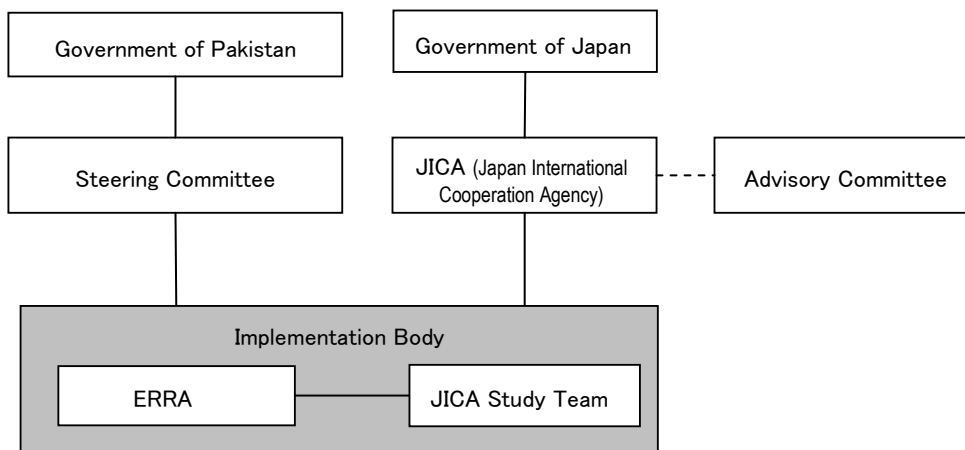 Government of Pakistan
Government of Japan
Steering Committee
JICA (Japan International
Cooperation Agency)
Advisory Committee
Implementation Body
ERRA
JICA Study Team